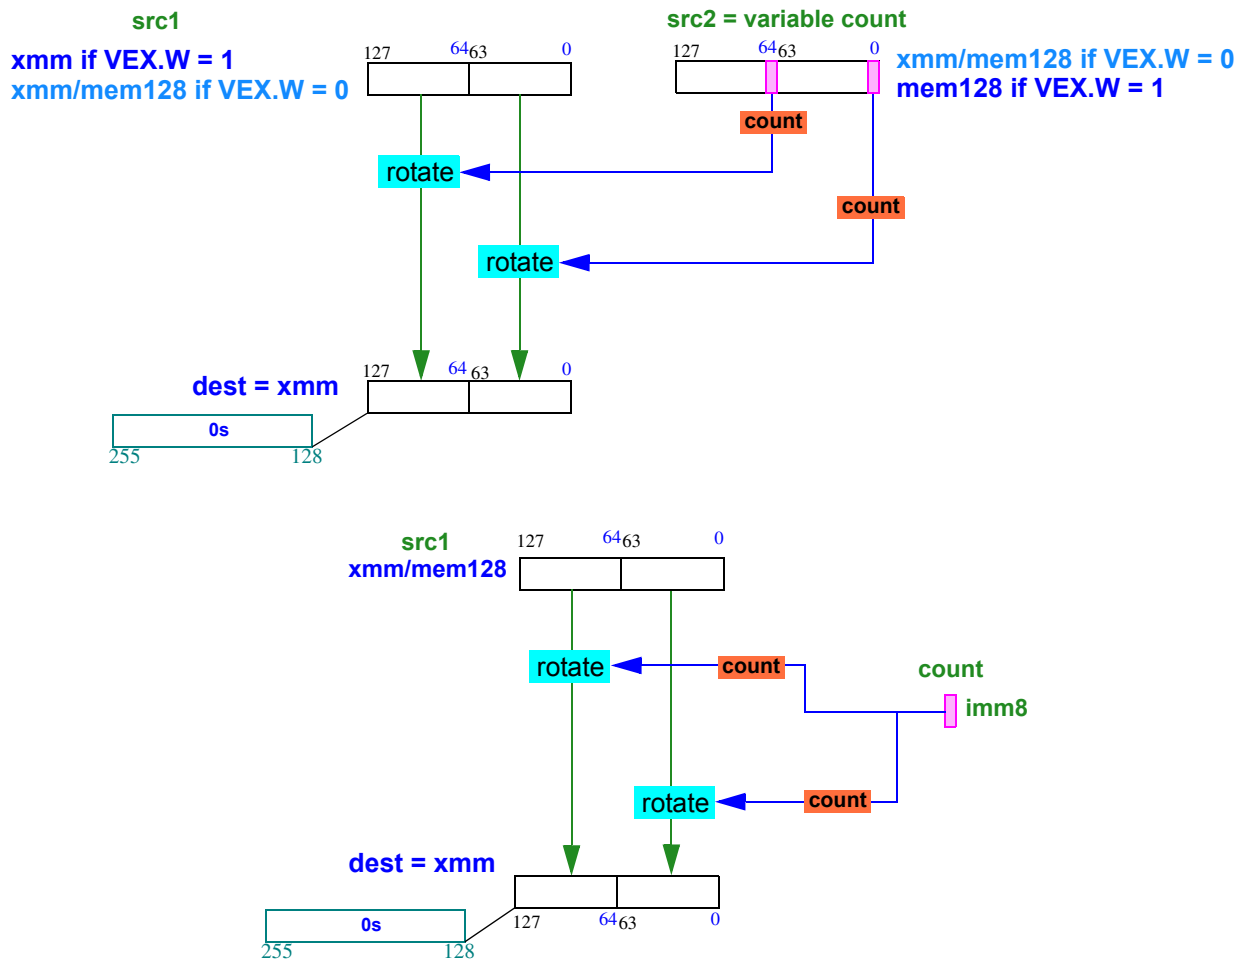 src1
src2 = variable count
xmm if VEX.W = 1
xmm/mem128 if VEX.W = 0
127 64 63 0
127 64 63 0
xmm/mem128 if VEX.W = 0
mem128 if VEX.W = 1
count
rotate
count
rotate
dest = xmm
127 64 63 0
0s
255 128
src1
xmm/mem128
127 64 63 0
rotate
count
count
imm8
rotate
count
dest = xmm
127 64 63 0
0s
255 128